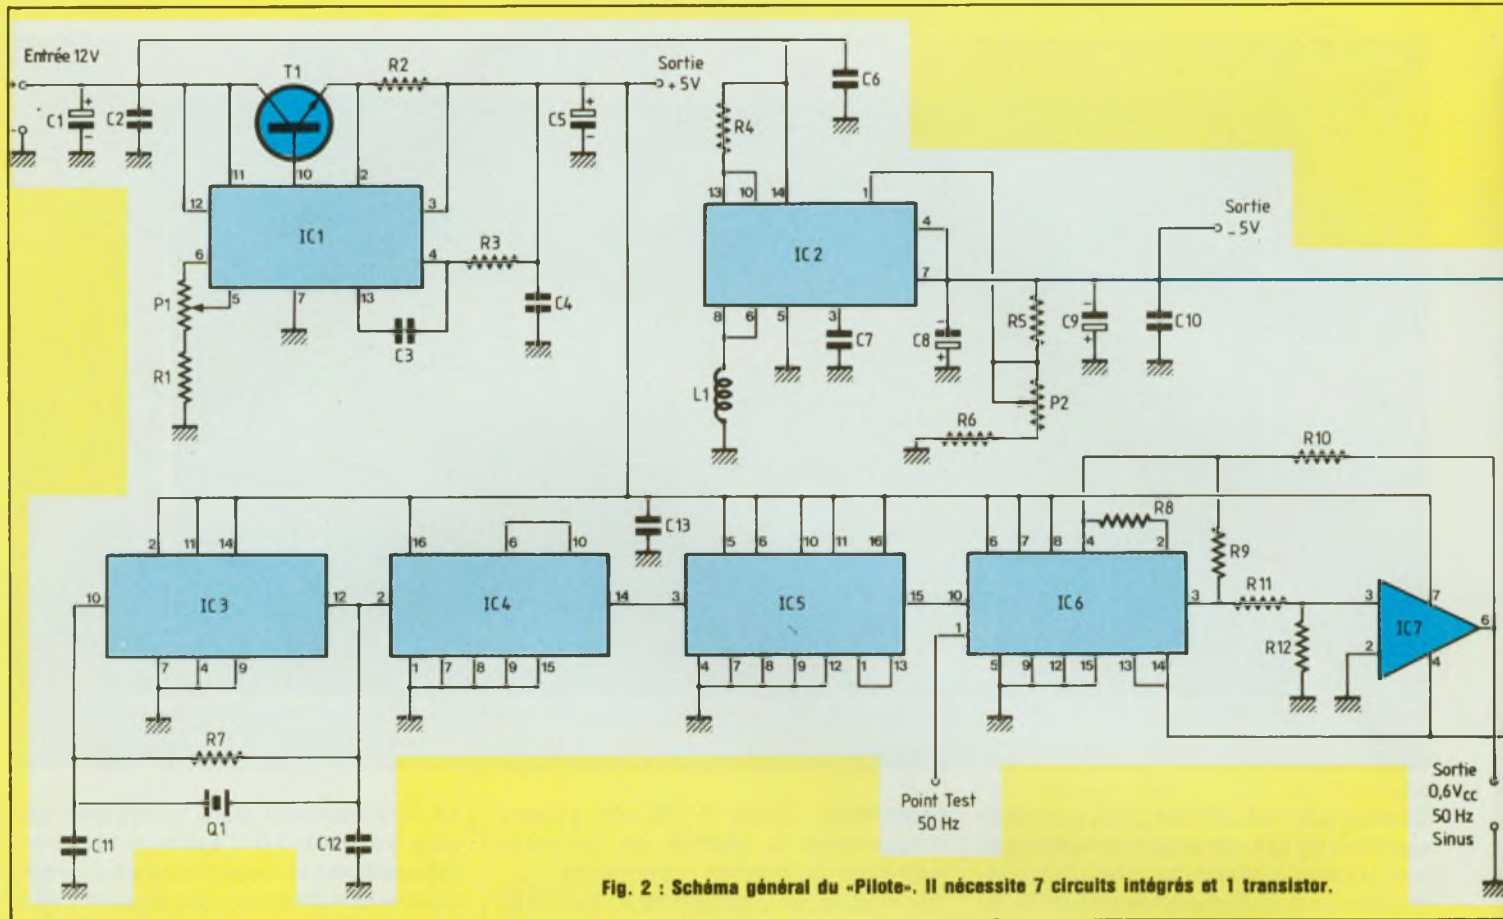 Entrée 12V
+
-
C1
+
-
C2
T1
R2
Sortie
+ 5V
C5
+
-
C6
11
10
2
12
3
IC1
6
4
5
7
13
R3
P1
C3
C4
R1
R4
13
10
14
1
IC2
4
7
8
6
5
3
C7
L1
C8
-
+
R5
C9
-
+
C10
Sortie
- 5V
P2
R6
R10
2
11
14
16
6
10
C13
5
6
10
11
16
6
7
8
4
R8
2
R9
10
IC3
12
2
IC4
14
3
IC5
15
10
1
IC6
3
R11
R12
3
2
IC7
7
6
4
7
4
9
1
7
8
9
15
4
7
8
9
12
1
13
5
9
12
15
13
14
R7
Q1
C11
C12
Point Test
50 Hz
Sortie
0,6Vcc
50 Hz
Sinus
Fig. 2 : Schéma général du «Pilote». Il nécessite 7 circuits intégrés et 1 transistor.